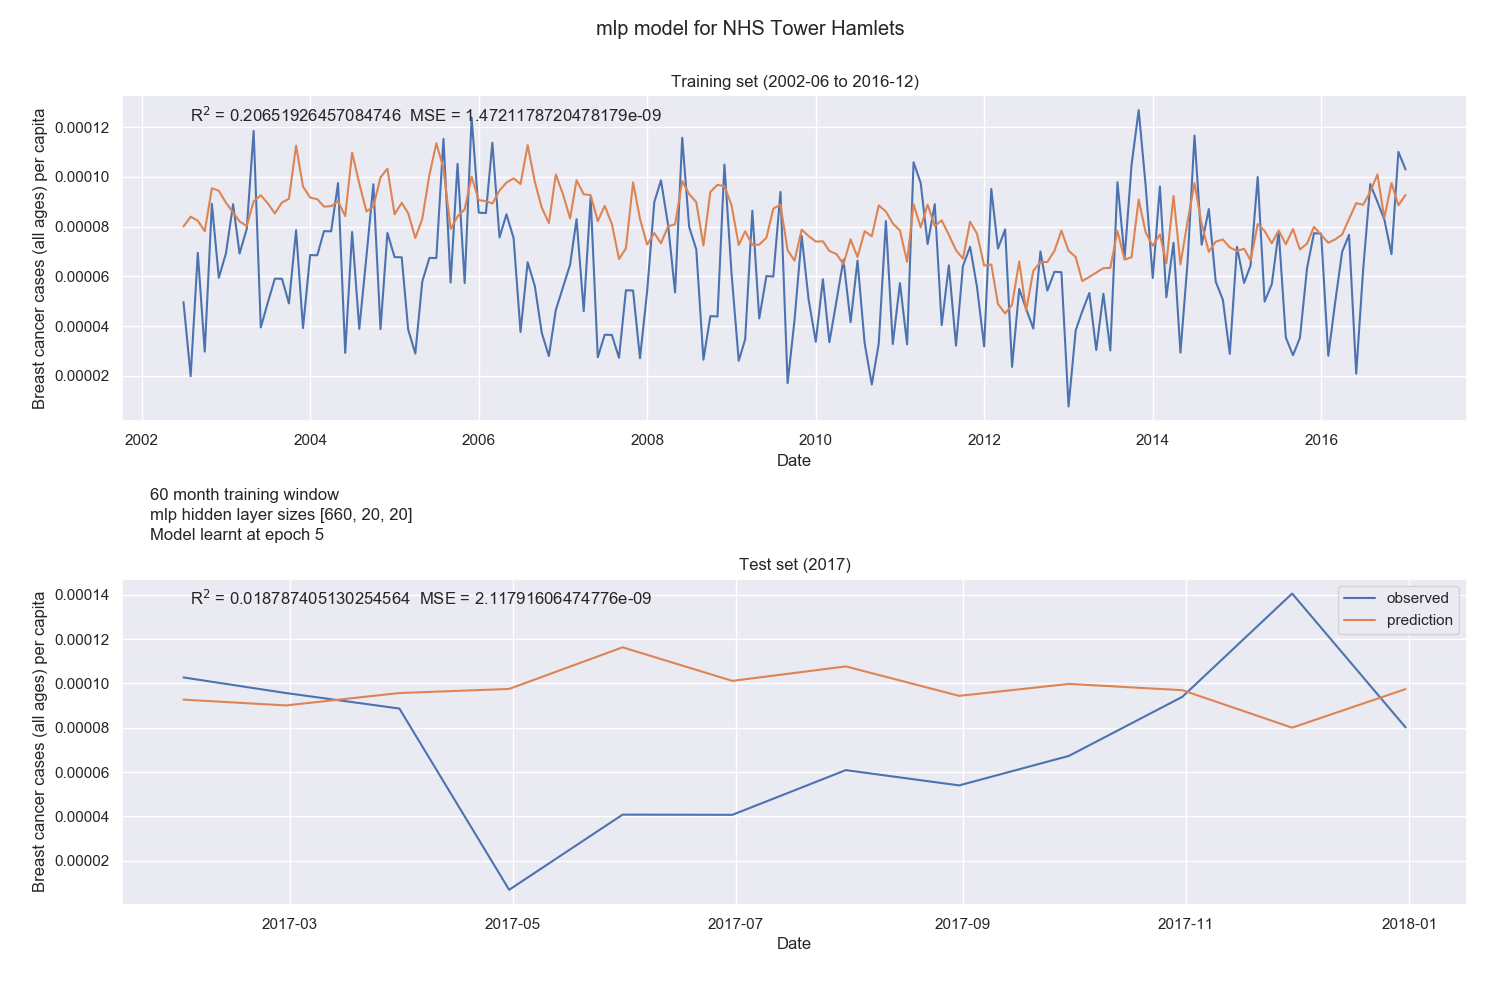 mlp model for NHS Tower Hamlets
Training set (2002-06 to 2016-12)
R² = 0.20651926457084746 MSE = 1.4721178720478179e-09
Breast cancer cases (all ages) per capita
0.00012
0.00010
0.00008
0.00006
0.00004
0.00002
2002 2004 2006 2008 2010 2012 2014 2016
Date
60 month training window
mlp hidden layer sizes [660, 20, 20]
Model learnt at epoch 5
Test set (2017)
R² = 0.018787405130254564 MSE = 2.11791606474776e-09
observed
prediction
Breast cancer cases (all ages) per capita
0.00014
0.00012
0.00010
0.00008
0.00006
0.00004
0.00002
2017-03 2017-05 2017-07 2017-09 2017-11 2018-01
Date